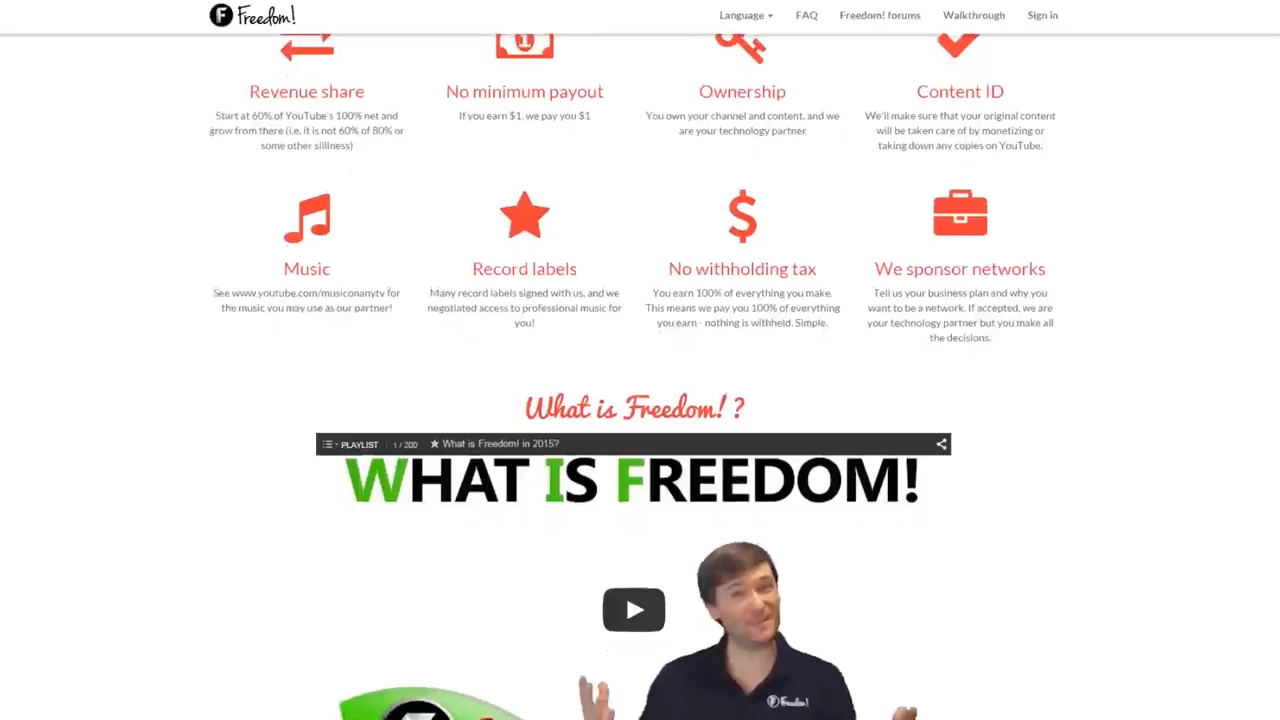 Freedom!
Language FAQ Freedom! forums Walkthrough Sign in
Revenue share
Start at 60% of YouTube's 100% net and
grow from there (i.e. it is not 60% of 80% or
some other silliness)
No minimum payout
If you earn $1, we pay you $1
Ownership
You own your channel and content, and we
are your technology partner
Content ID
We'll make sure that your original content
will be taken care of by monetizing or
taking down any copies on YouTube.
Music
See www.youtube.com/musiconanytv for
the music you may use as our partner!
Record labels
Many record labels signed with us, and we
negotiated access to professional music for
you!
No withholding tax
You earn 100% of everything you make.
This means we pay you 100% of everything
you earn - nothing is withheld. Simple.
We sponsor networks
Tell us your business plan and why you
want to be a network. If accepted, we are
your technology partner but you make all
the decisions.
What is Freedom! ?
PLAYLIST 1 / 200 ★ What is Freedom! in 2015?
WHAT IS FREEDOM!
Freedom!